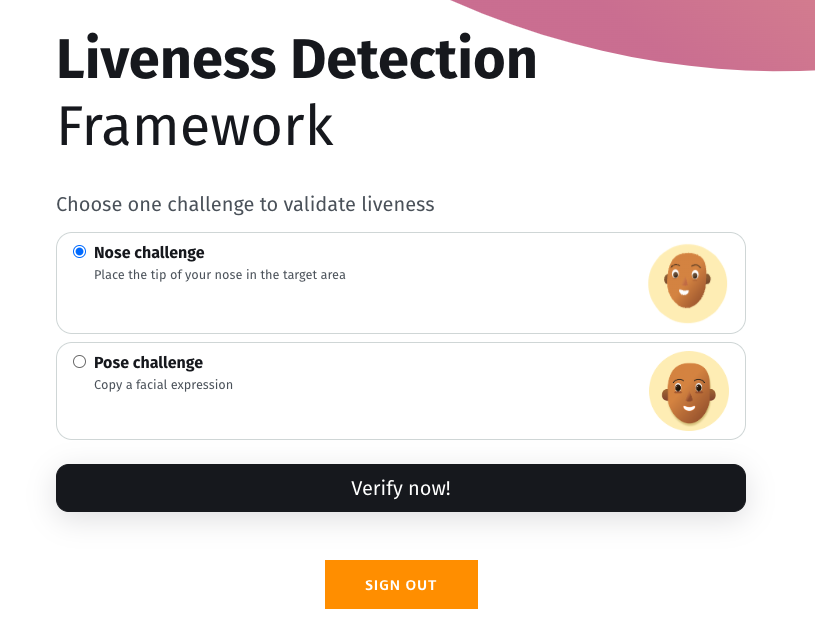 Liveness Detection
Framework
Choose one challenge to validate liveness
Nose challenge
Place the tip of your nose in the target area
Pose challenge
Copy a facial expression
Verify now!
SIGN OUT